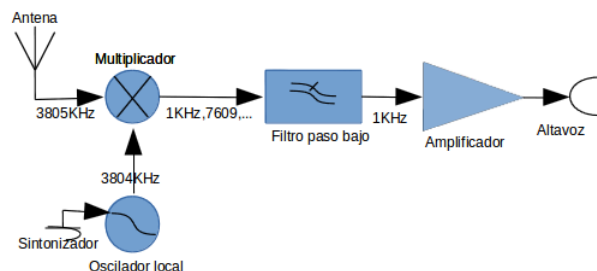 Antena
Multiplicador
3805KHz
1KHz,7609,...
Filtro paso bajo
1KHz
Amplificador
Altavoz
3804KHz
Sintonizador
Oscilador local